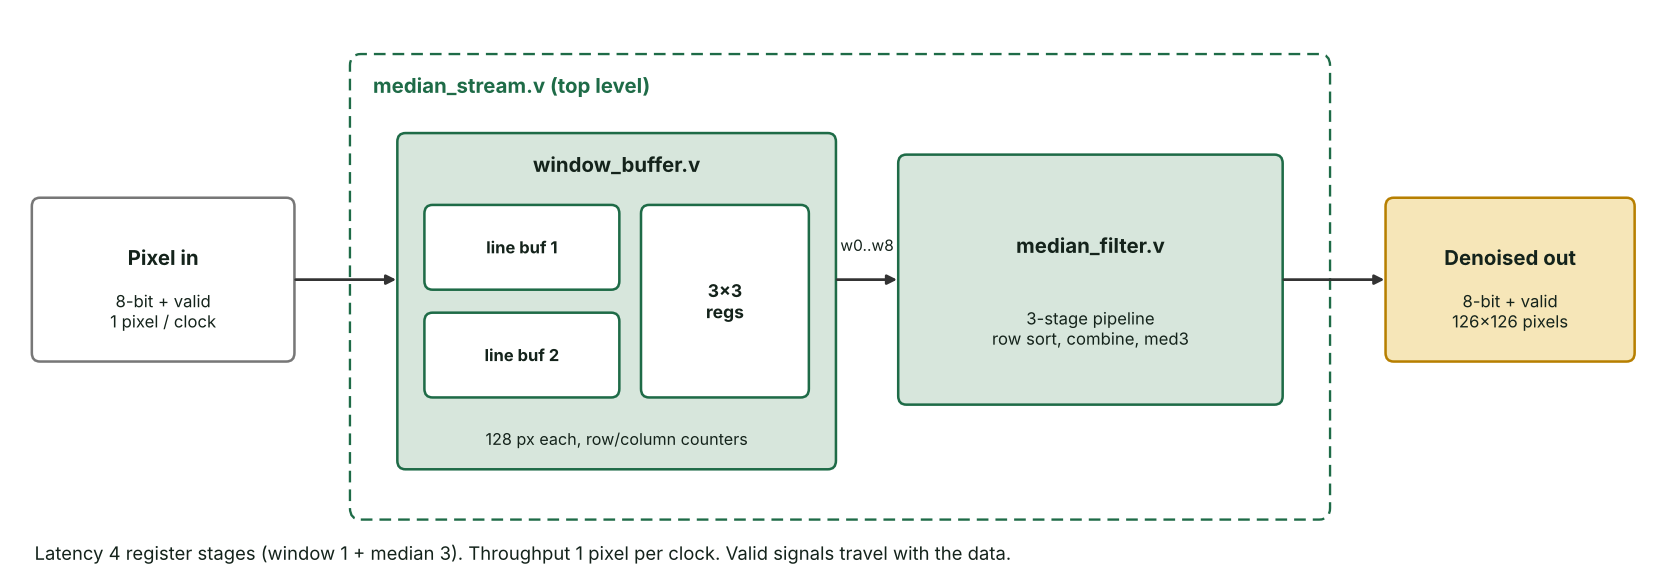 median_stream.v (top level)
window_buffer.v
line buf 1
line buf 2
3×3
regs
128 px each, row/column counters
Pixel in
8-bit + valid
1 pixel / clock
w0..w8
median_filter.v
3-stage pipeline
row sort, combine, med3
Denoised out
8-bit + valid
126×126 pixels
Latency 4 register stages (window 1 + median 3). Throughput 1 pixel per clock. Valid signals travel with the data.